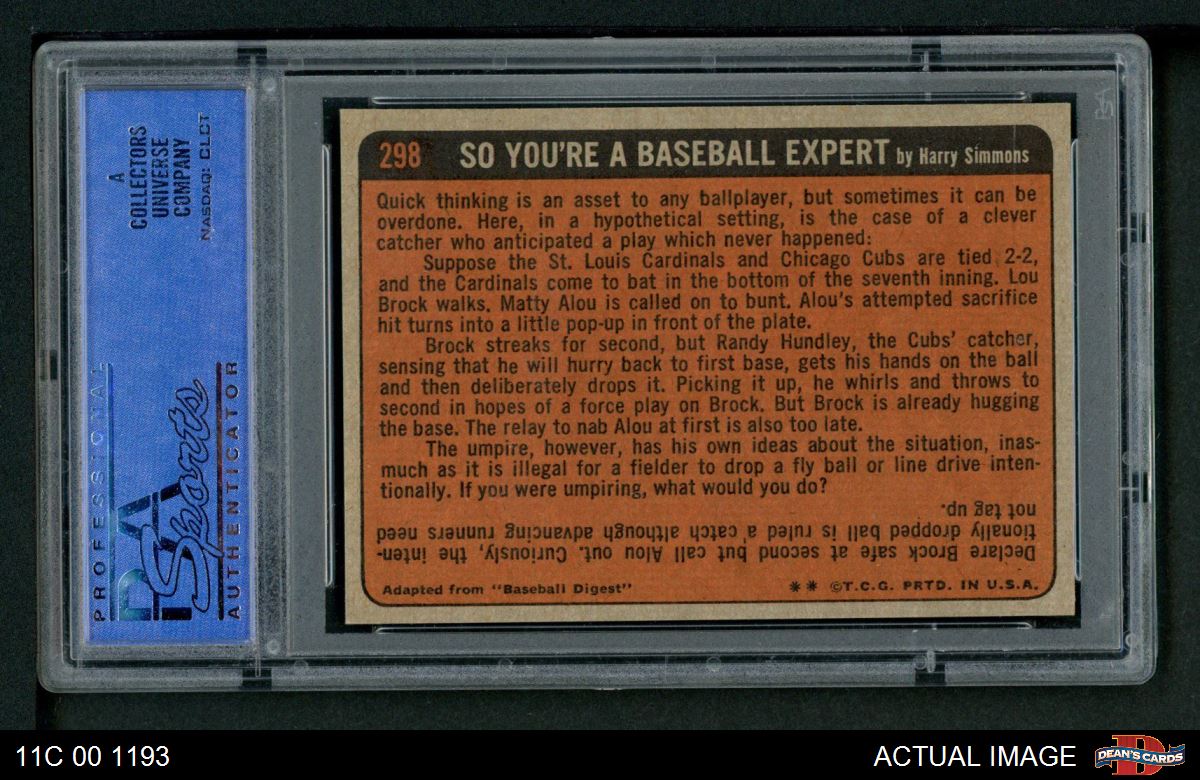 A
COLLECTORS
UNIVERSE
COMPANY
NASDAQ: CLCT
PROFESSIONAL
PSA
Sports
AUTHENTICATOR
298 SO YOU'RE A BASEBALL EXPERT by Harry Simmons
Quick thinking is an asset to any ballplayer, but sometimes it can be
overdone. Here, in a hypothetical setting, is the case of a clever
catcher who anticipated a play which never happened:
Suppose the St. Louis Cardinals and Chicago Cubs are tied 2-2,
and the Cardinals come to bat in the bottom of the seventh inning. Lou
Brock walks. Matty Alou is called on to bunt. Alou's attempted sacrifice
hit turns into a little pop-up in front of the plate.
Brock streaks for second, but Randy Hundley, the Cubs' catcher,
sensing that he will hurry back to first base, gets his hands on the ball
and then deliberately drops it. Picking it up, he whirls and throws to
second in hopes of a force play on Brock. But Brock is already hugging
the base. The relay to nab Alou at first is also too late.
The umpire, however, has his own ideas about the situation, inas-
much as it is illegal for a fielder to drop a fly ball or line drive inten-
tionally. If you were umpiring, what would you do?
Declare Brock safe at second but call Alou out. Curiously, the inten-
tionally dropped ball is ruled a catch although advancing runners need
not tag up.
Adapted from "Baseball Digest" ** ©T.C.G. PRTD. IN U.S.A.
PSA
11C 00 1193
ACTUAL IMAGE
DEAN'S CARDS